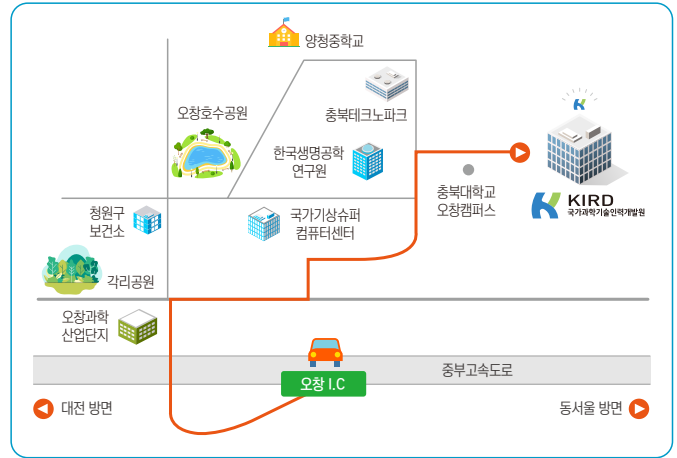 양청중학교
오창호수공원
충북테크노파크
한국생명공학
연구원
충북대학교
오창캠퍼스
KIRD
국가과학기술인력개발원
청원구
보건소
국가기상슈퍼
컴퓨터센터
각리공원
오창과학
산업단지
중부고속도로
오창 I.C
대전 방면
동서울 방면